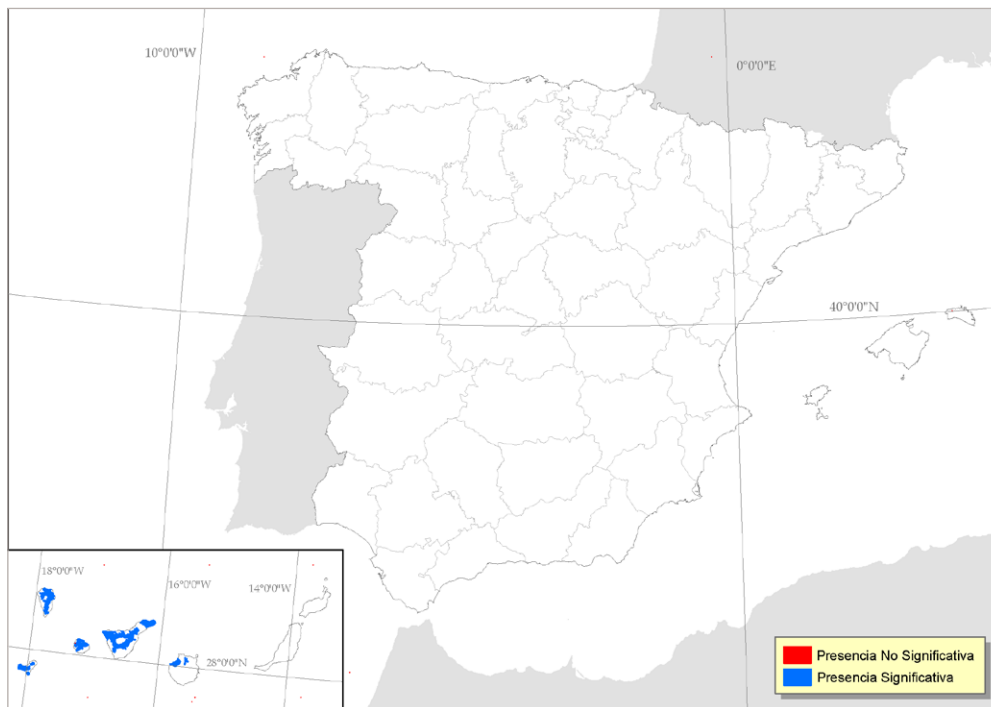 10°0'0"W
0°0'0"E
40°0'0"N
18°0'0"W
16°0'0"W
14°0'0"W
28°0'0"N
Presencia No Significativa
Presencia Significativa